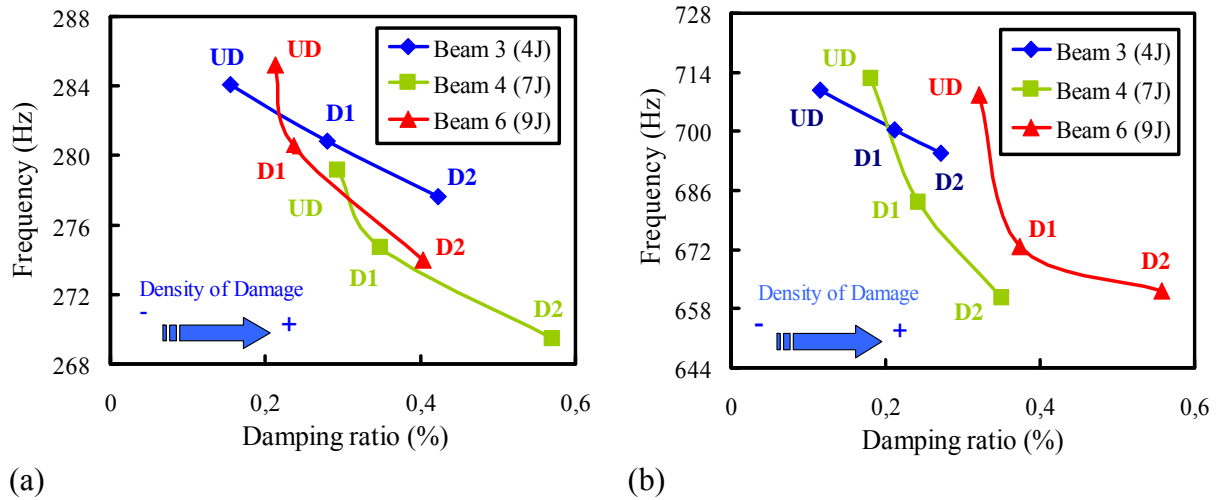 288
284
280
276
272
268
Frequency (Hz)
0
0,2
0,4
0,6
Damping ratio (%)
Beam 3 (4J)
Beam 4 (7J)
Beam 6 (9J)
UD
UD
D1
D1
D2
UD
D1
D2
D2
Density of Damage
-
+
(a)
728
714
700
686
672
658
644
Frequency (Hz)
0
0,2
0,4
0,6
Damping ratio (%)
Beam 3 (4J)
Beam 4 (7J)
Beam 6 (9J)
UD
UD
UD
D1
D2
D1
D1
D2
D2
Density of Damage
-
+
(b)